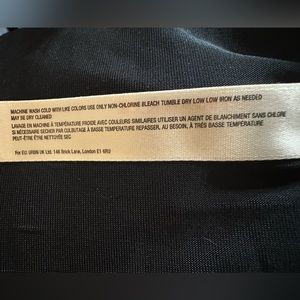 MACHINE WASH COLD WITH LIKE COLORS USE ONLY NON-CHLORINE BLEACH TUMBLE DRY LOW LOW IRON AS NEEDED
MAY BE DRY CLEANED
LAVAGE EN MACHINE À TEMPÉRATURE FROIDE AVEC COULEURS SIMILAIRES UTILISER UN AGENT DE BLANCHIMENT SANS CHLORE
SI NÉCESSAIRE SÉCHER PAR CULBUTAGE À BASSE TEMPÉRATURE REPASSER, AU BESOIN, À TRÈS BASSE TEMPÉRATURE
PEUT-ÊTRE ÊTRE NETTOYÉE SEC
For EU: URBN UK Ltd. 146 Brick Lane, London E1 6RU